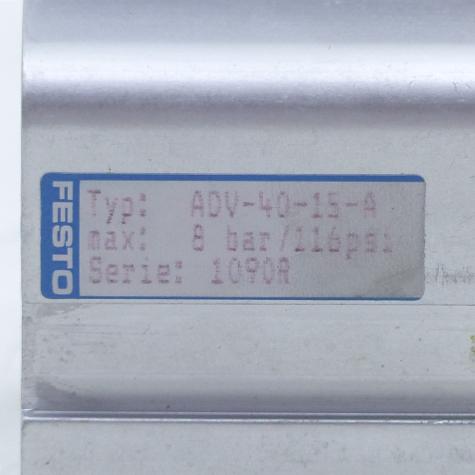 FESTO
Typ: ADV-40-15-A
max: 8 bar/116psi
Serie: 1090R